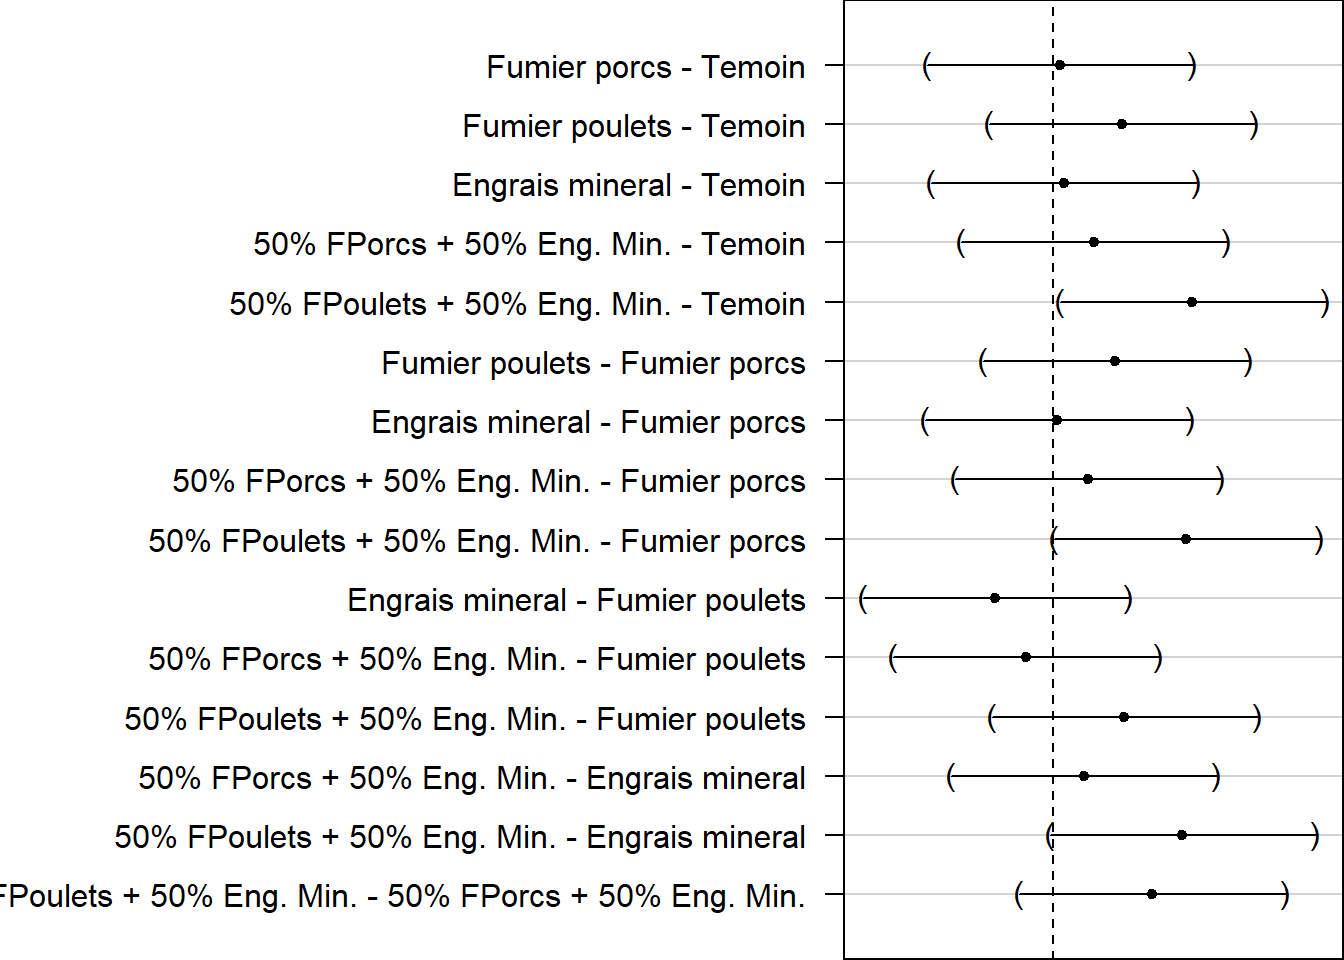 Fumier porcs - Temoin
Fumier poulets - Temoin
Engrais mineral - Temoin
50% FPorcs + 50% Eng. Min. - Temoin
50% FPoulets + 50% Eng. Min. - Temoin
Fumier poulets - Fumier porcs
Engrais mineral - Fumier porcs
50% FPorcs + 50% Eng. Min. - Fumier porcs
50% FPoulets + 50% Eng. Min. - Fumier porcs
Engrais mineral - Fumier poulets
50% FPorcs + 50% Eng. Min. - Fumier poulets
50% FPoulets + 50% Eng. Min. - Fumier poulets
50% FPorcs + 50% Eng. Min. - Engrais mineral
50% FPoulets + 50% Eng. Min. - Engrais mineral
FPoulets + 50% Eng. Min. - 50% FPorcs + 50% Eng. Min.